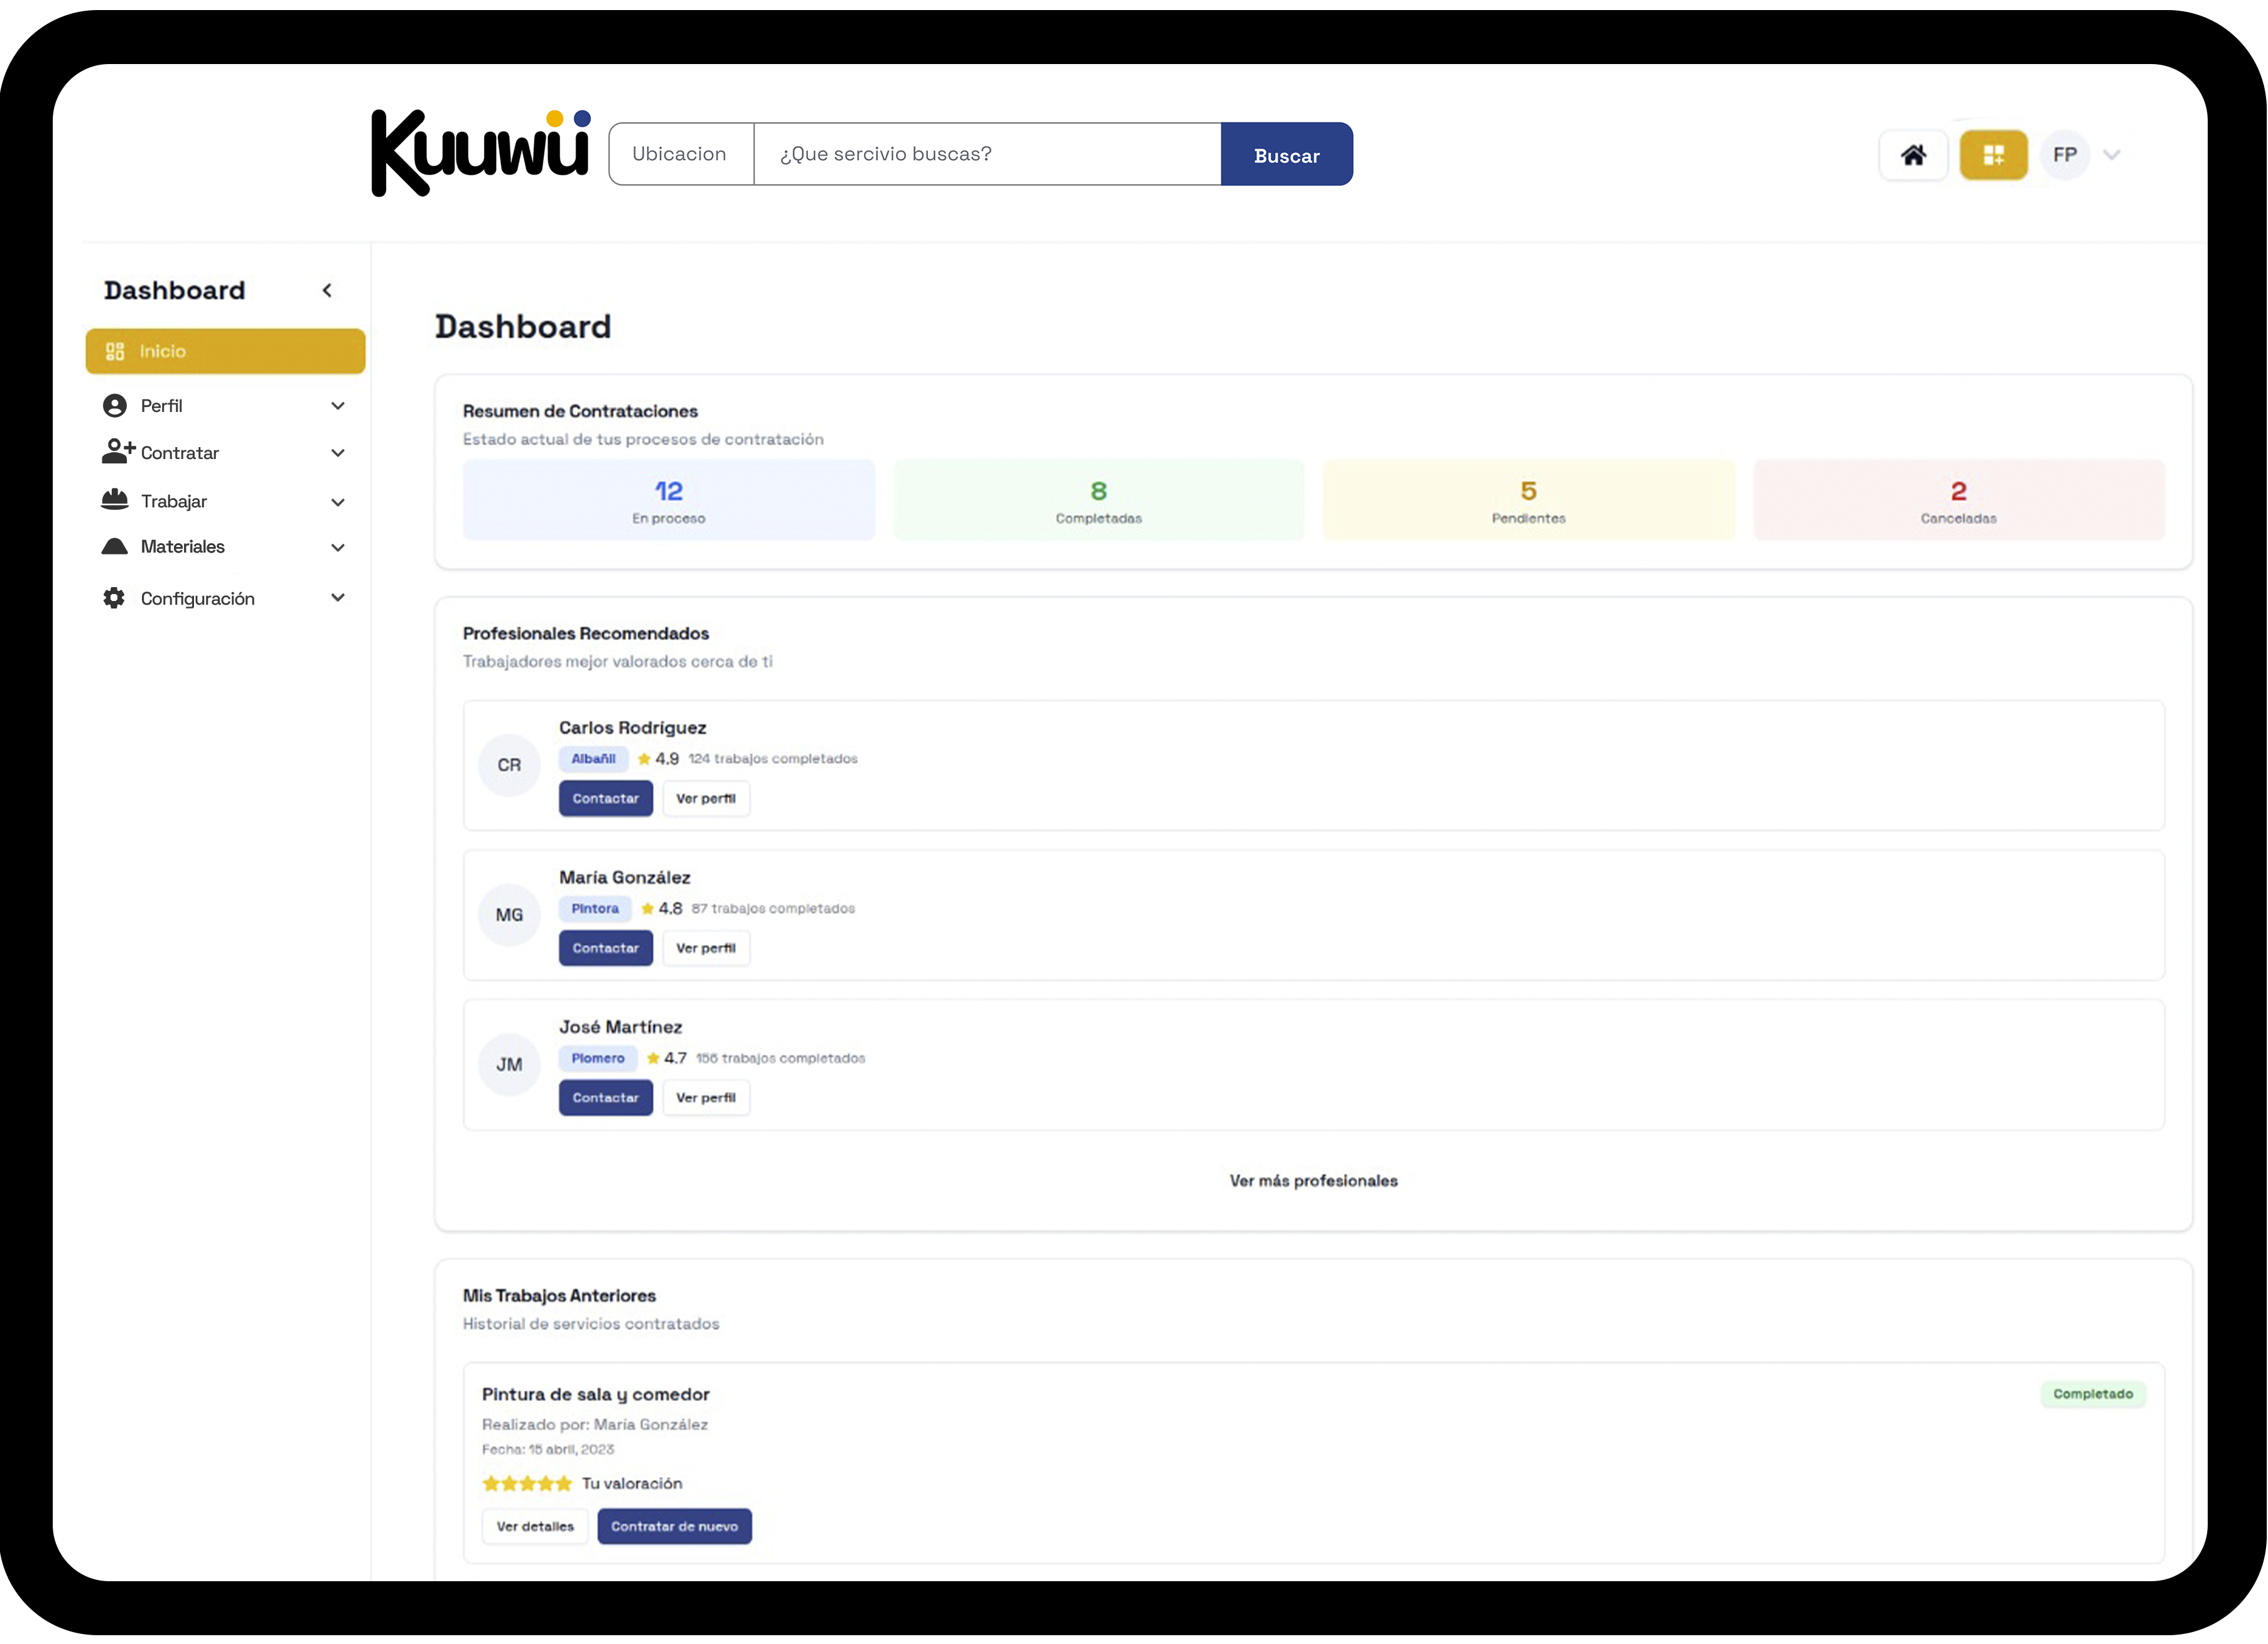 Kuuwü
Ubicacion
¿Que sercivio buscas?
Buscar
FP
Dashboard
Inicio
Perfil
Contratar
Trabajar
Materiales
Configuración
Dashboard
Resumen de Contrataciones
Estado actual de tus procesos de contratación
12
En proceso
8
Completadas
5
Pendientes
2
Canceladas
Profesionales Recomendados
Trabajadores mejor valorados cerca de ti
CR
Carlos Rodríguez
Albañil 4.9 124 trabajos completados
Contactar Ver perfil
MG
María González
Pintora 4.8 87 trabajos completados
Contactar Ver perfil
JM
José Martínez
Plomero 4.7 156 trabajos completados
Contactar Ver perfil
Ver más profesionales
Mis Trabajos Anteriores
Historial de servicios contratados
Pintura de sala y comedor
Completado
Realizado por: María González
Fecha: 15 abril, 2023
Tu valoración
Ver detalles Contratar de nuevo